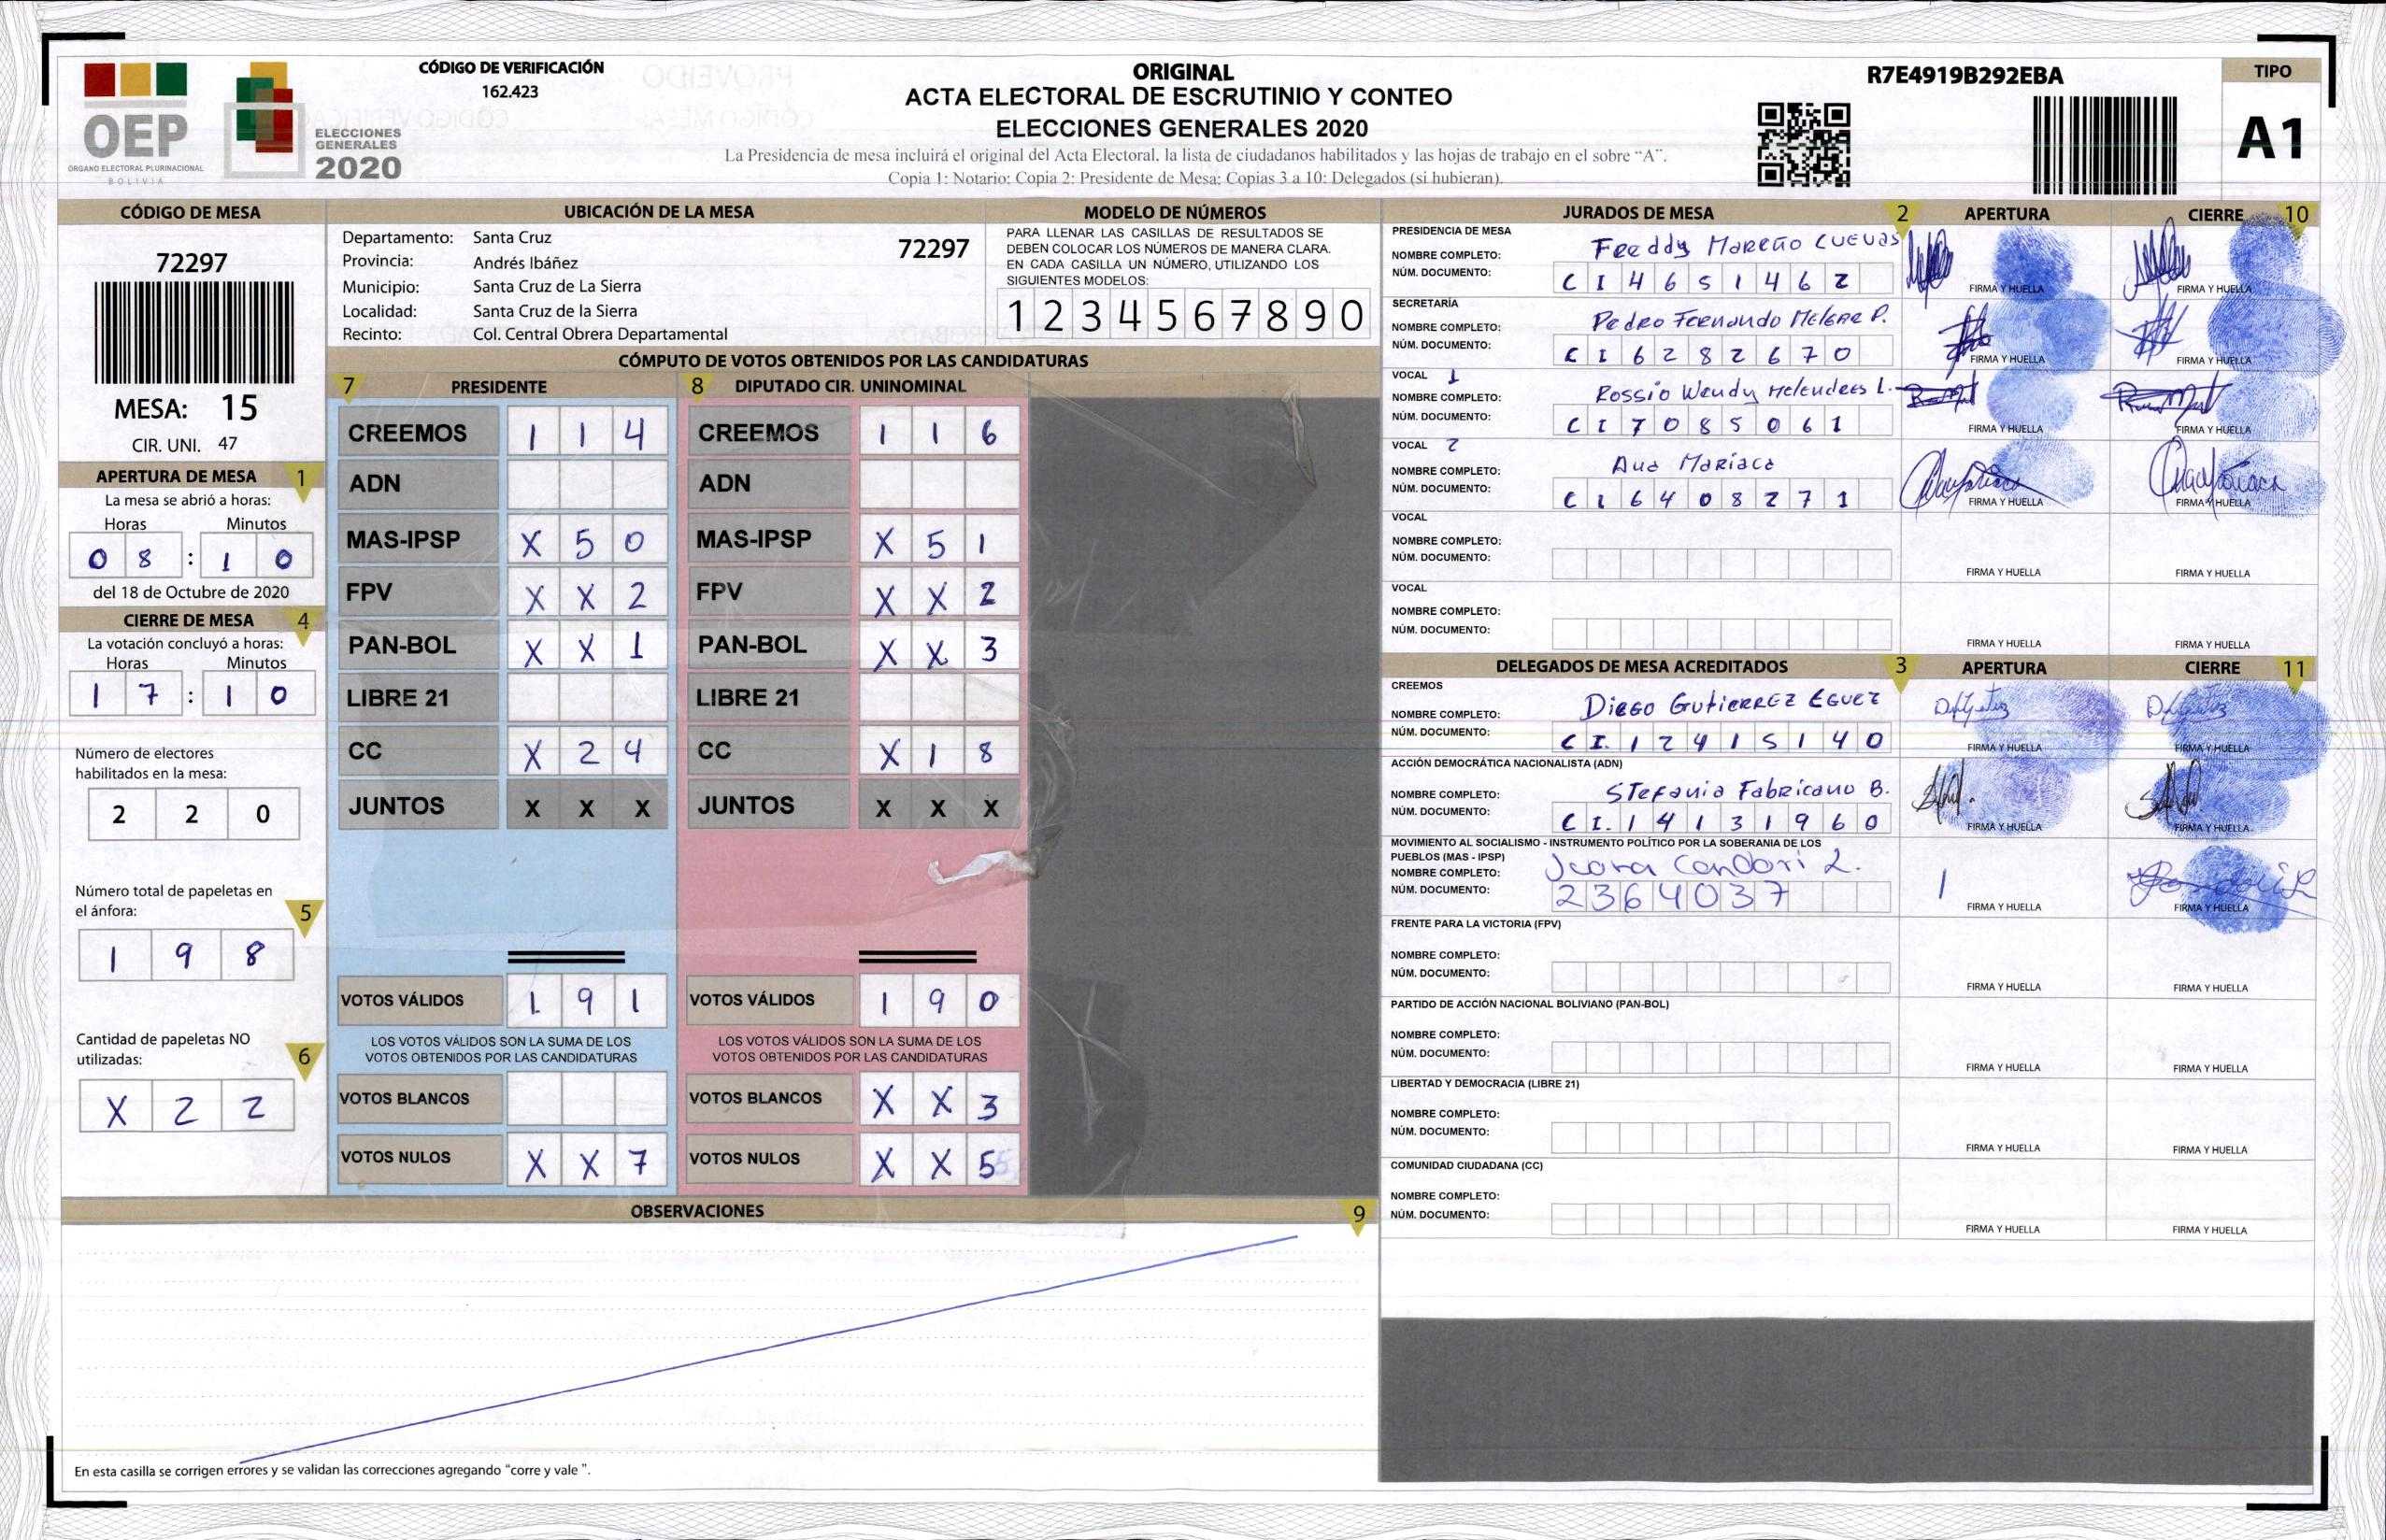 CÓDIGO DE VERIFICACIÓN
162.423
ORIGINAL
ACTA ELECTORAL DE ESCRUTINIO Y CONTEO
ELECCIONES GENERALES 2020
La Presidencia de mesa incluirá el original del Acta Electoral, la lista de ciudadanos habilitados y las hojas de trabajo en el sobre “A”.
Copia 1: Notario; Copia 2: Presidente de Mesa; Copias 3 a 10: Delegados (si hubieran).
R7E4919B292EBA
TIPO
A1
OEP
ÓRGANO ELECTORAL PLURINACIONAL
BOLIVIA
ELECCIONES
GENERALES
2020
CÓDIGO DE MESA
72297
MESA: 15
CIR. UNI. 47
APERTURA DE MESA 1
La mesa se abrió a horas:
Horas Minutos
0 8 : 1 0
del 18 de Octubre de 2020
CIERRE DE MESA 4
La votación concluyó a horas:
Horas Minutos
1 7 : 1 0
Número de electores
habilitados en la mesa:
2 2 0
Número total de papeletas en
el ánfora: 5
1 9 8
Cantidad de papeletas NO
utilizadas: 6
X 2 2
UBICACIÓN DE LA MESA
Departamento: Santa Cruz 72297
Provincia: Andrés Ibáñez
Municipio: Santa Cruz de La Sierra
Localidad: Santa Cruz de la Sierra
Recinto: Col. Central Obrera Departamental
MODELO DE NÚMEROS
PARA LLENAR LAS CASILLAS DE RESULTADOS SE
DEBEN COLOCAR LOS NÚMEROS DE MANERA CLARA.
EN CADA CASILLA UN NÚMERO, UTILIZANDO LOS
SIGUIENTES MODELOS:
1 2 3 4 5 6 7 8 9 0
CÓMPUTO DE VOTOS OBTENIDOS POR LAS CANDIDATURAS
7 PRESIDENTE
CREEMOS 1 1 4
ADN
MAS-IPSP X 5 0
FPV X X 2
PAN-BOL X X 1
LIBRE 21
CC X 2 4
JUNTOS X X X
VOTOS VÁLIDOS 1 9 1
LOS VOTOS VÁLIDOS SON LA SUMA DE LOS
VOTOS OBTENIDOS POR LAS CANDIDATURAS
VOTOS BLANCOS
VOTOS NULOS X X 7
8 DIPUTADO CIR. UNINOMINAL
CREEMOS 1 1 6
ADN
MAS-IPSP X 5 1
FPV X X 2
PAN-BOL X X 3
LIBRE 21
CC X 1 8
JUNTOS X X X
VOTOS VÁLIDOS 1 9 0
LOS VOTOS VÁLIDOS SON LA SUMA DE LOS
VOTOS OBTENIDOS POR LAS CANDIDATURAS
VOTOS BLANCOS X X 3
VOTOS NULOS X X 5
OBSERVACIONES 9
En esta casilla se corrigen errores y se validan las correcciones agregando “corre y vale ”.
JURADOS DE MESA 2 APERTURA CIERRE 10
PRESIDENCIA DE MESA
NOMBRE COMPLETO: Freddy Mareño Cuevas
NÚM. DOCUMENTO: C I 4 6 5 1 4 6 2
FIRMA Y HUELLA FIRMA Y HUELLA
SECRETARÍA
NOMBRE COMPLETO: Pedro Fernando Melgar P.
NÚM. DOCUMENTO: C I 6 2 8 2 6 7 0
FIRMA Y HUELLA FIRMA Y HUELLA
VOCAL 1
NOMBRE COMPLETO: Rossio Wendy Melendres L.
NÚM. DOCUMENTO: C I 7 0 8 5 0 6 1
FIRMA Y HUELLA FIRMA Y HUELLA
VOCAL 2
NOMBRE COMPLETO: Ana Mariaca
NÚM. DOCUMENTO: C I 6 4 0 8 2 7 1
FIRMA Y HUELLA FIRMA Y HUELLA
VOCAL
NOMBRE COMPLETO:
NÚM. DOCUMENTO:
FIRMA Y HUELLA FIRMA Y HUELLA
VOCAL
NOMBRE COMPLETO:
NÚM. DOCUMENTO:
FIRMA Y HUELLA FIRMA Y HUELLA
DELEGADOS DE MESA ACREDITADOS 3 APERTURA CIERRE 11
CREEMOS
NOMBRE COMPLETO: Diego Gutierrez Eguez
NÚM. DOCUMENTO: C I. 1 2 4 1 5 1 4 0
FIRMA Y HUELLA FIRMA Y HUELLA
ACCIÓN DEMOCRÁTICA NACIONALISTA (ADN)
NOMBRE COMPLETO: Stefania Fabricano B.
NÚM. DOCUMENTO: C I. 1 4 1 3 1 9 6 0
FIRMA Y HUELLA FIRMA Y HUELLA
MOVIMIENTO AL SOCIALISMO - INSTRUMENTO POLÍTICO POR LA SOBERANIA DE LOS
PUEBLOS (MAS - IPSP)
NOMBRE COMPLETO: Condori L.
NÚM. DOCUMENTO: 2 3 6 4 0 3 7
FIRMA Y HUELLA FIRMA Y HUELLA
FRENTE PARA LA VICTORIA (FPV)
NOMBRE COMPLETO:
NÚM. DOCUMENTO:
FIRMA Y HUELLA FIRMA Y HUELLA
PARTIDO DE ACCIÓN NACIONAL BOLIVIANO (PAN-BOL)
NOMBRE COMPLETO:
NÚM. DOCUMENTO:
FIRMA Y HUELLA FIRMA Y HUELLA
LIBERTAD Y DEMOCRACIA (LIBRE 21)
NOMBRE COMPLETO:
NÚM. DOCUMENTO:
FIRMA Y HUELLA FIRMA Y HUELLA
COMUNIDAD CIUDADANA (CC)
NOMBRE COMPLETO:
NÚM. DOCUMENTO:
FIRMA Y HUELLA FIRMA Y HUELLA